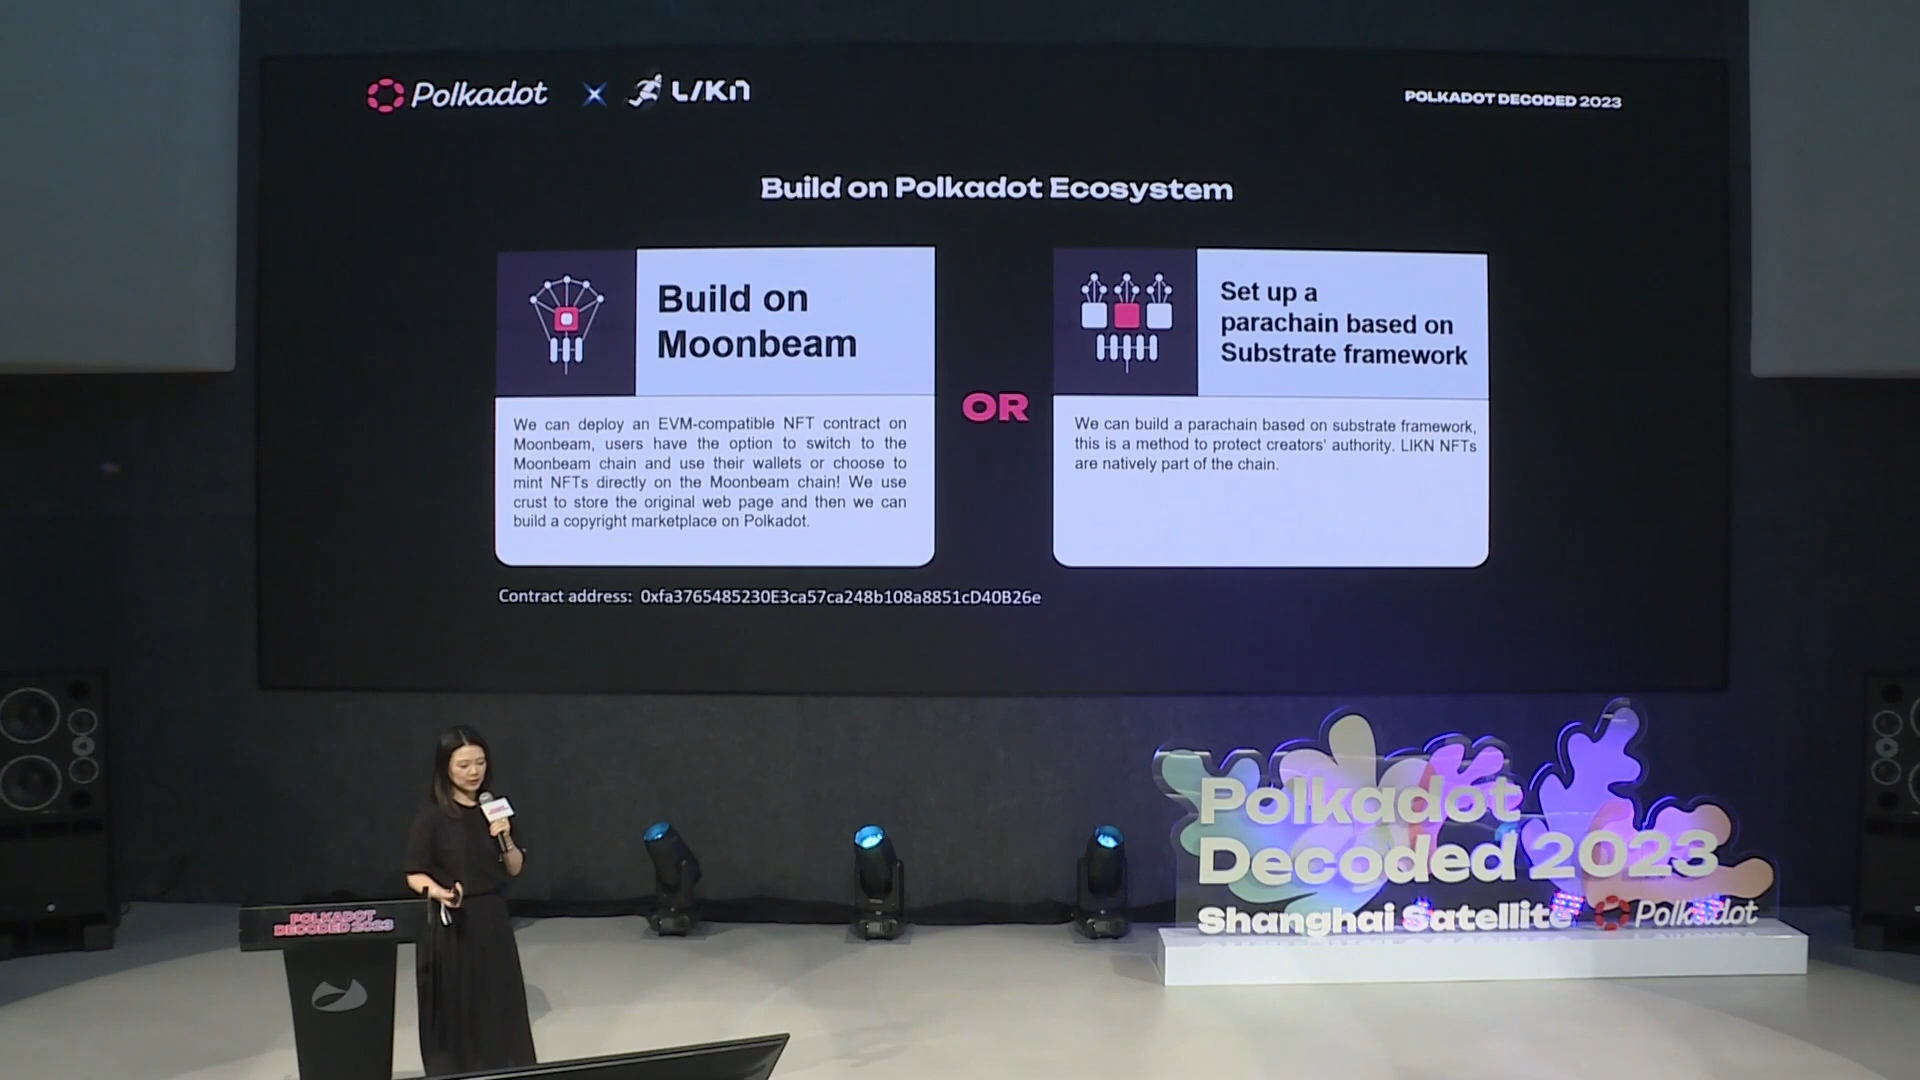 Polkadot X LIKN
POLKADOT DECODED 2023
Build on Polkadot Ecosystem
Build on
Moonbeam
We can deploy an EVM-compatible NFT contract on
Moonbeam, users have the option to switch to the
Moonbeam chain and use their wallets or choose to
mint NFTs directly on the Moonbeam chain! We use
crust to store the original web page and then we can
build a copyright marketplace on Polkadot.
OR
Set up a
parachain based on
Substrate framework
We can build a parachain based on substrate framework,
this is a method to protect creators' authority. LIKN NFTs
are natively part of the chain.
Contract address: 0xfa3765485230E3ca57ca248b108a8851cD40B26e
POLKADOT
DECODED 2023
Polkadot
Decoded 2023
Shanghai Satellite
Polkadot